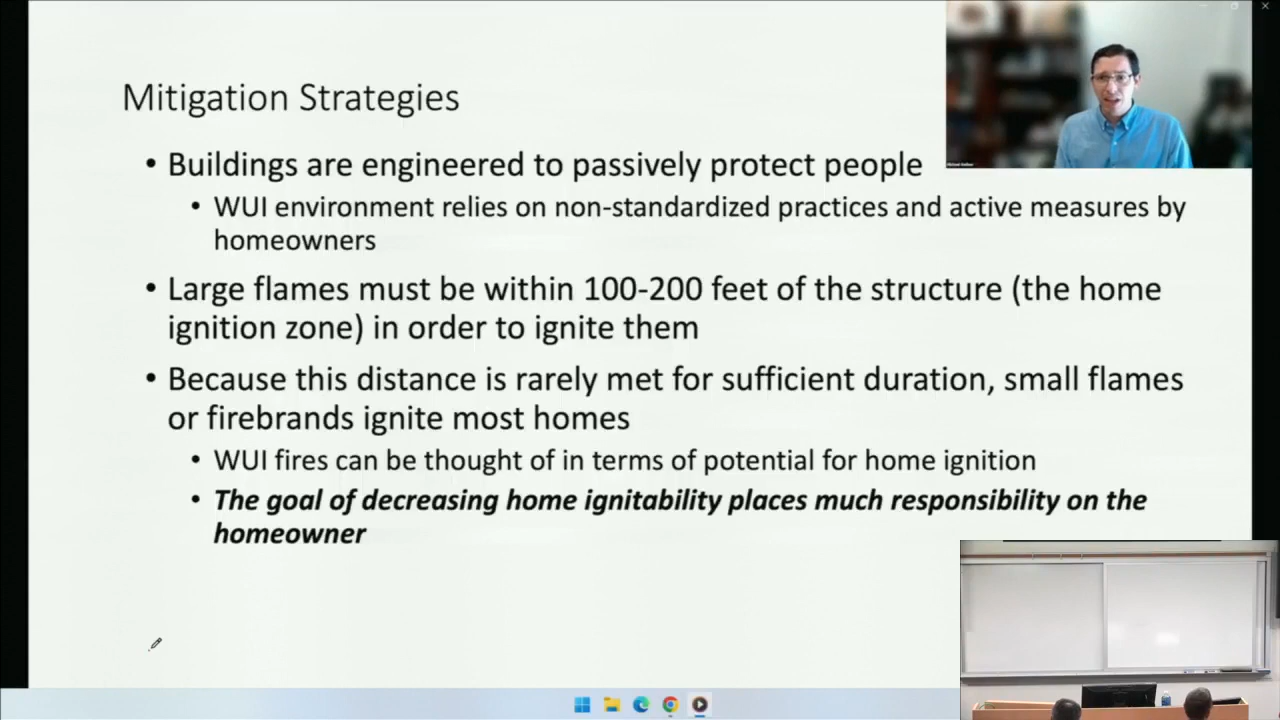 Mitigation Strategies
• Buildings are engineered to passively protect people
• WUI environment relies on non-standardized practices and active measures by
homeowners
• Large flames must be within 100-200 feet of the structure (the home
ignition zone) in order to ignite them
• Because this distance is rarely met for sufficient duration, small flames
or firebrands ignite most homes
• WUI fires can be thought of in terms of potential for home ignition
• The goal of decreasing home ignitability places much responsibility on the
homeowner